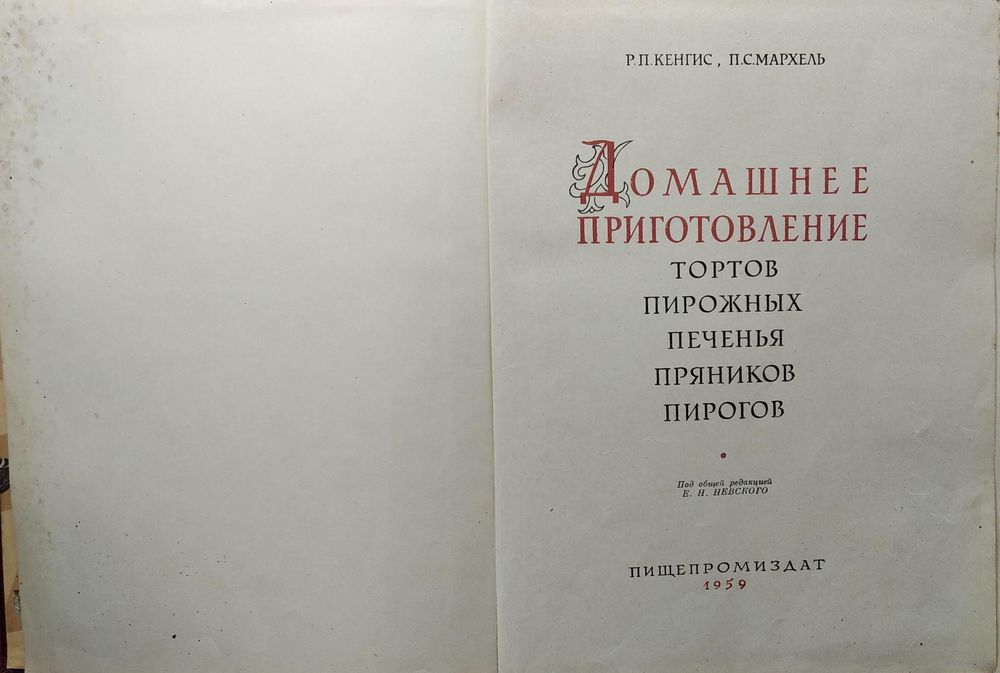 Р. П. КЕНГИС, П. С. МАРХЕЛЬ
ДОМАШНЕЕ
ПРИГОТОВЛЕНИЕ
ТОРТОВ
ПИРОЖНЫХ
ПЕЧЕНЬЯ
ПРЯНИКОВ
ПИРОГОВ
Под общей редакцией
Е. Н. НЕВСКОГО
ПИЩЕПРОМИЗДАТ
1959